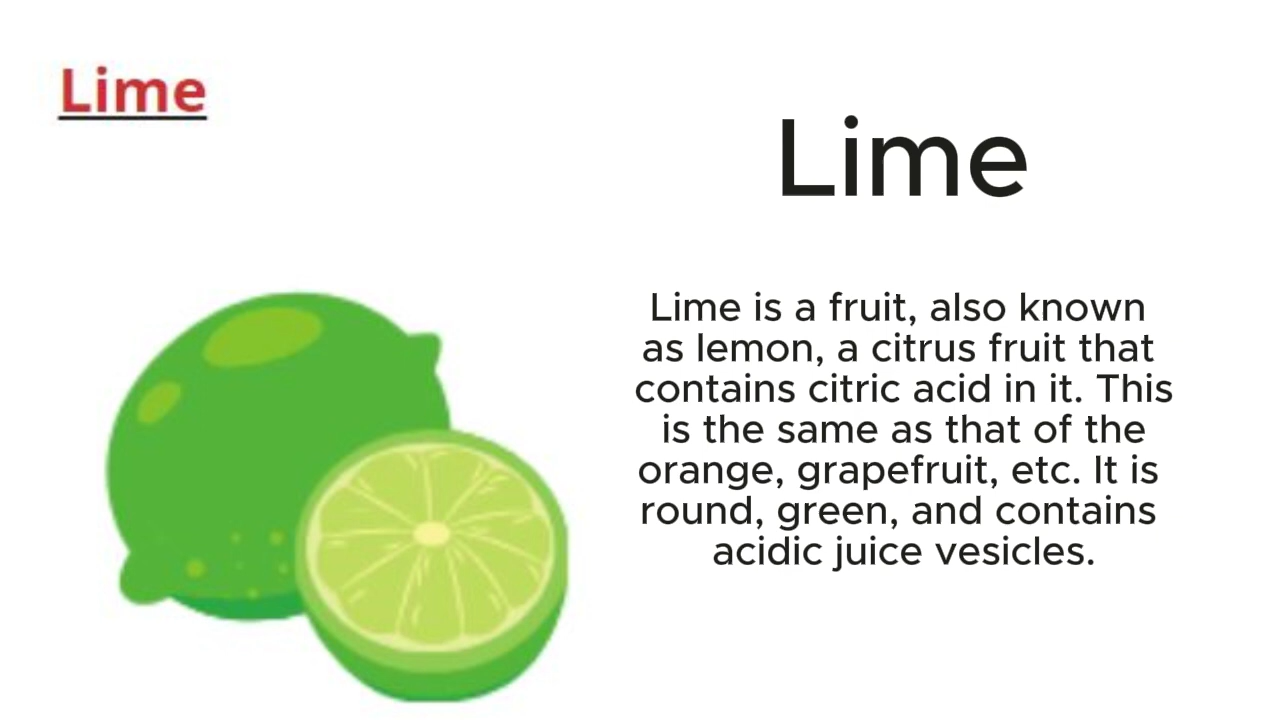 Lime
Lime
Lime is a fruit, also known
as lemon, a citrus fruit that
contains citric acid in it. This
is the same as that of the
orange, grapefruit, etc. It is
round, green, and contains
acidic juice vesicles.